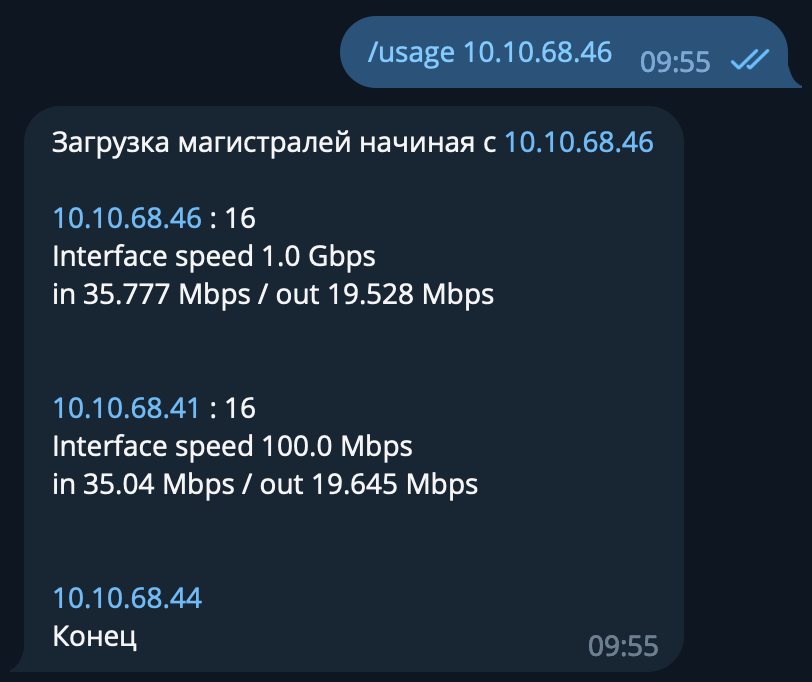 /usage 10.10.68.46 09:55
Загрузка магистралей начиная с 10.10.68.46
10.10.68.46 : 16
Interface speed 1.0 Gbps
in 35.777 Mbps / out 19.528 Mbps
10.10.68.41 : 16
Interface speed 100.0 Mbps
in 35.04 Mbps / out 19.645 Mbps
10.10.68.44
Конец
09:55